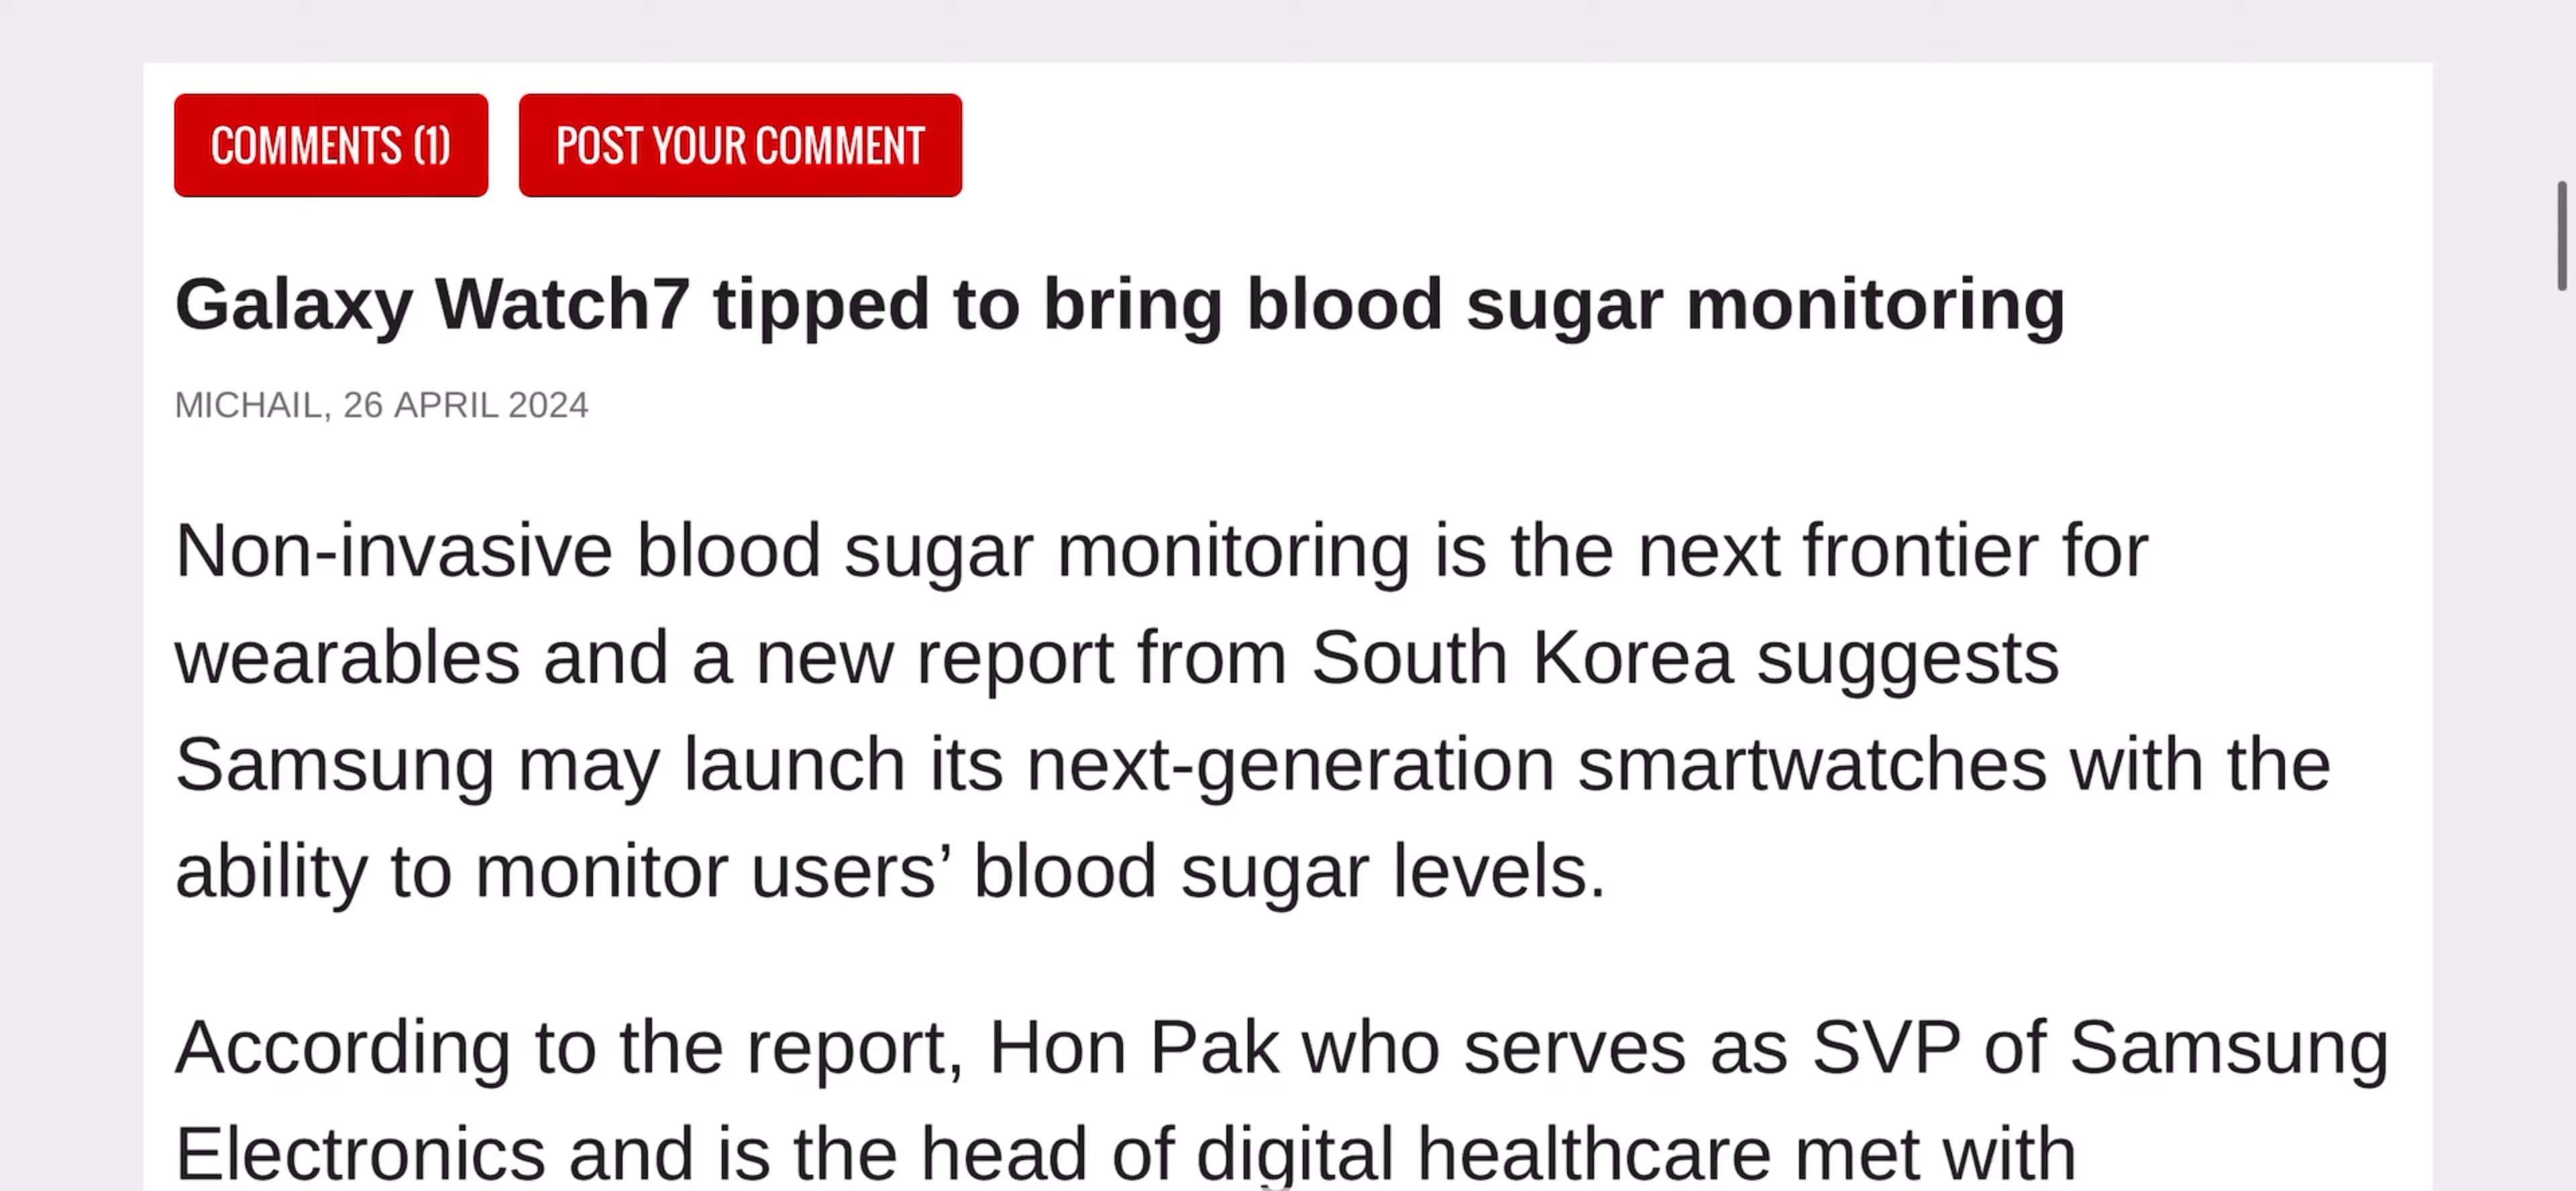 COMMENTS (1) POST YOUR COMMENT
Galaxy Watch7 tipped to bring blood sugar monitoring
MICHAIL, 26 APRIL 2024
Non-invasive blood sugar monitoring is the next frontier for
wearables and a new report from South Korea suggests
Samsung may launch its next-generation smartwatches with the
ability to monitor users’ blood sugar levels.
According to the report, Hon Pak who serves as SVP of Samsung
Electronics and is the head of digital healthcare met with